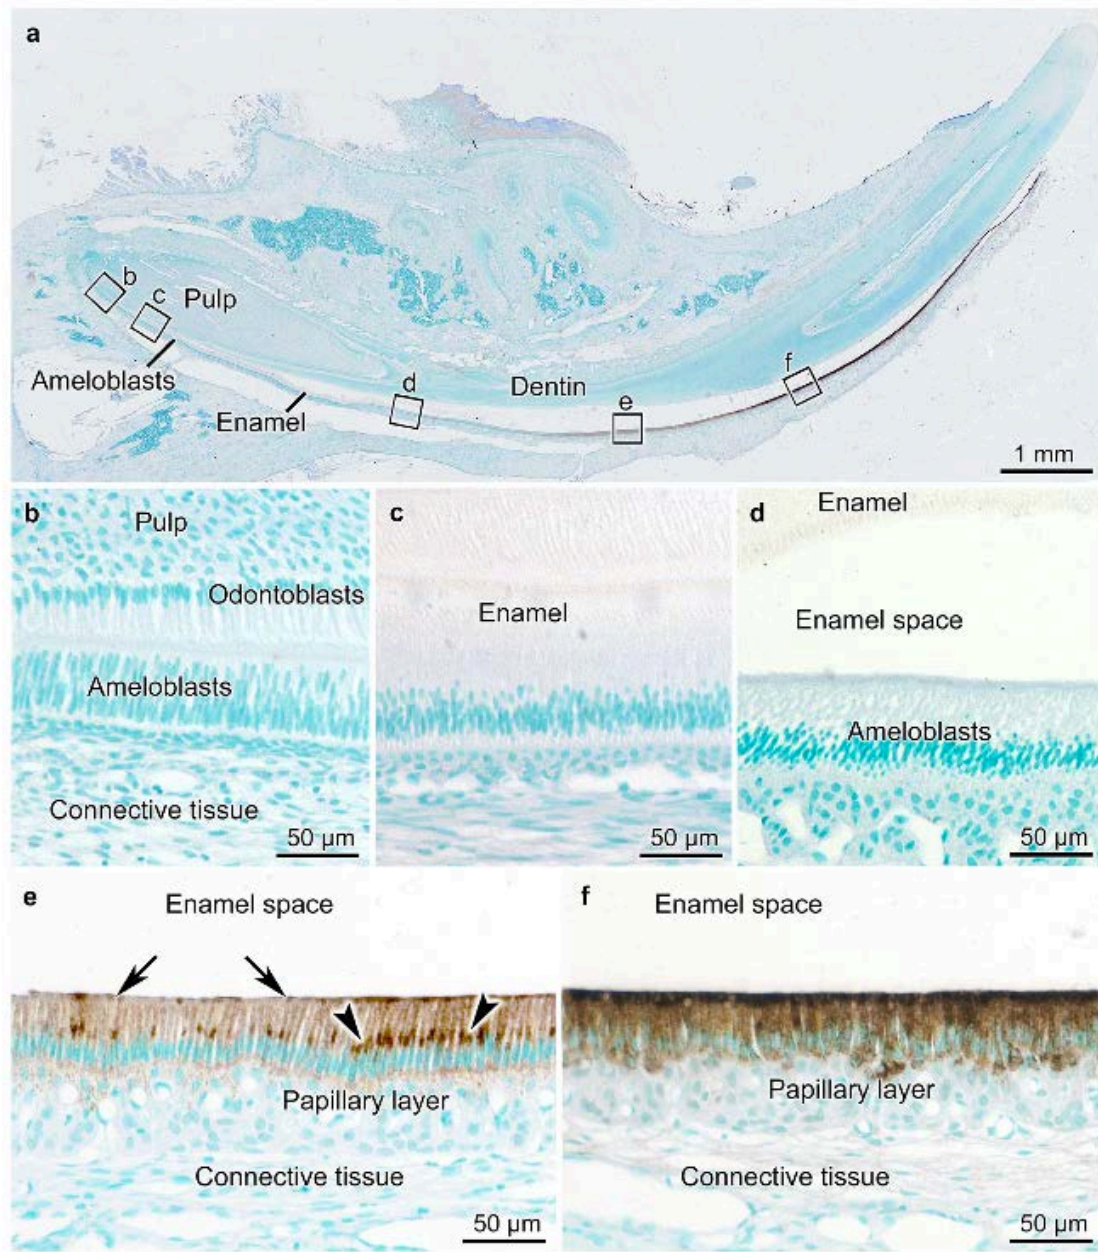 a
b
c
Pulp
Ameloblasts
Enamel
d
Dentin
e
f
1 mm
b
Pulp
Odontoblasts
Ameloblasts
Connective tissue
50 µm
c
Enamel
50 µm
d
Enamel
Enamel space
Ameloblasts
50 µm
e
Enamel space
Papillary layer
Connective tissue
50 µm
f
Enamel space
Papillary layer
Connective tissue
50 µm